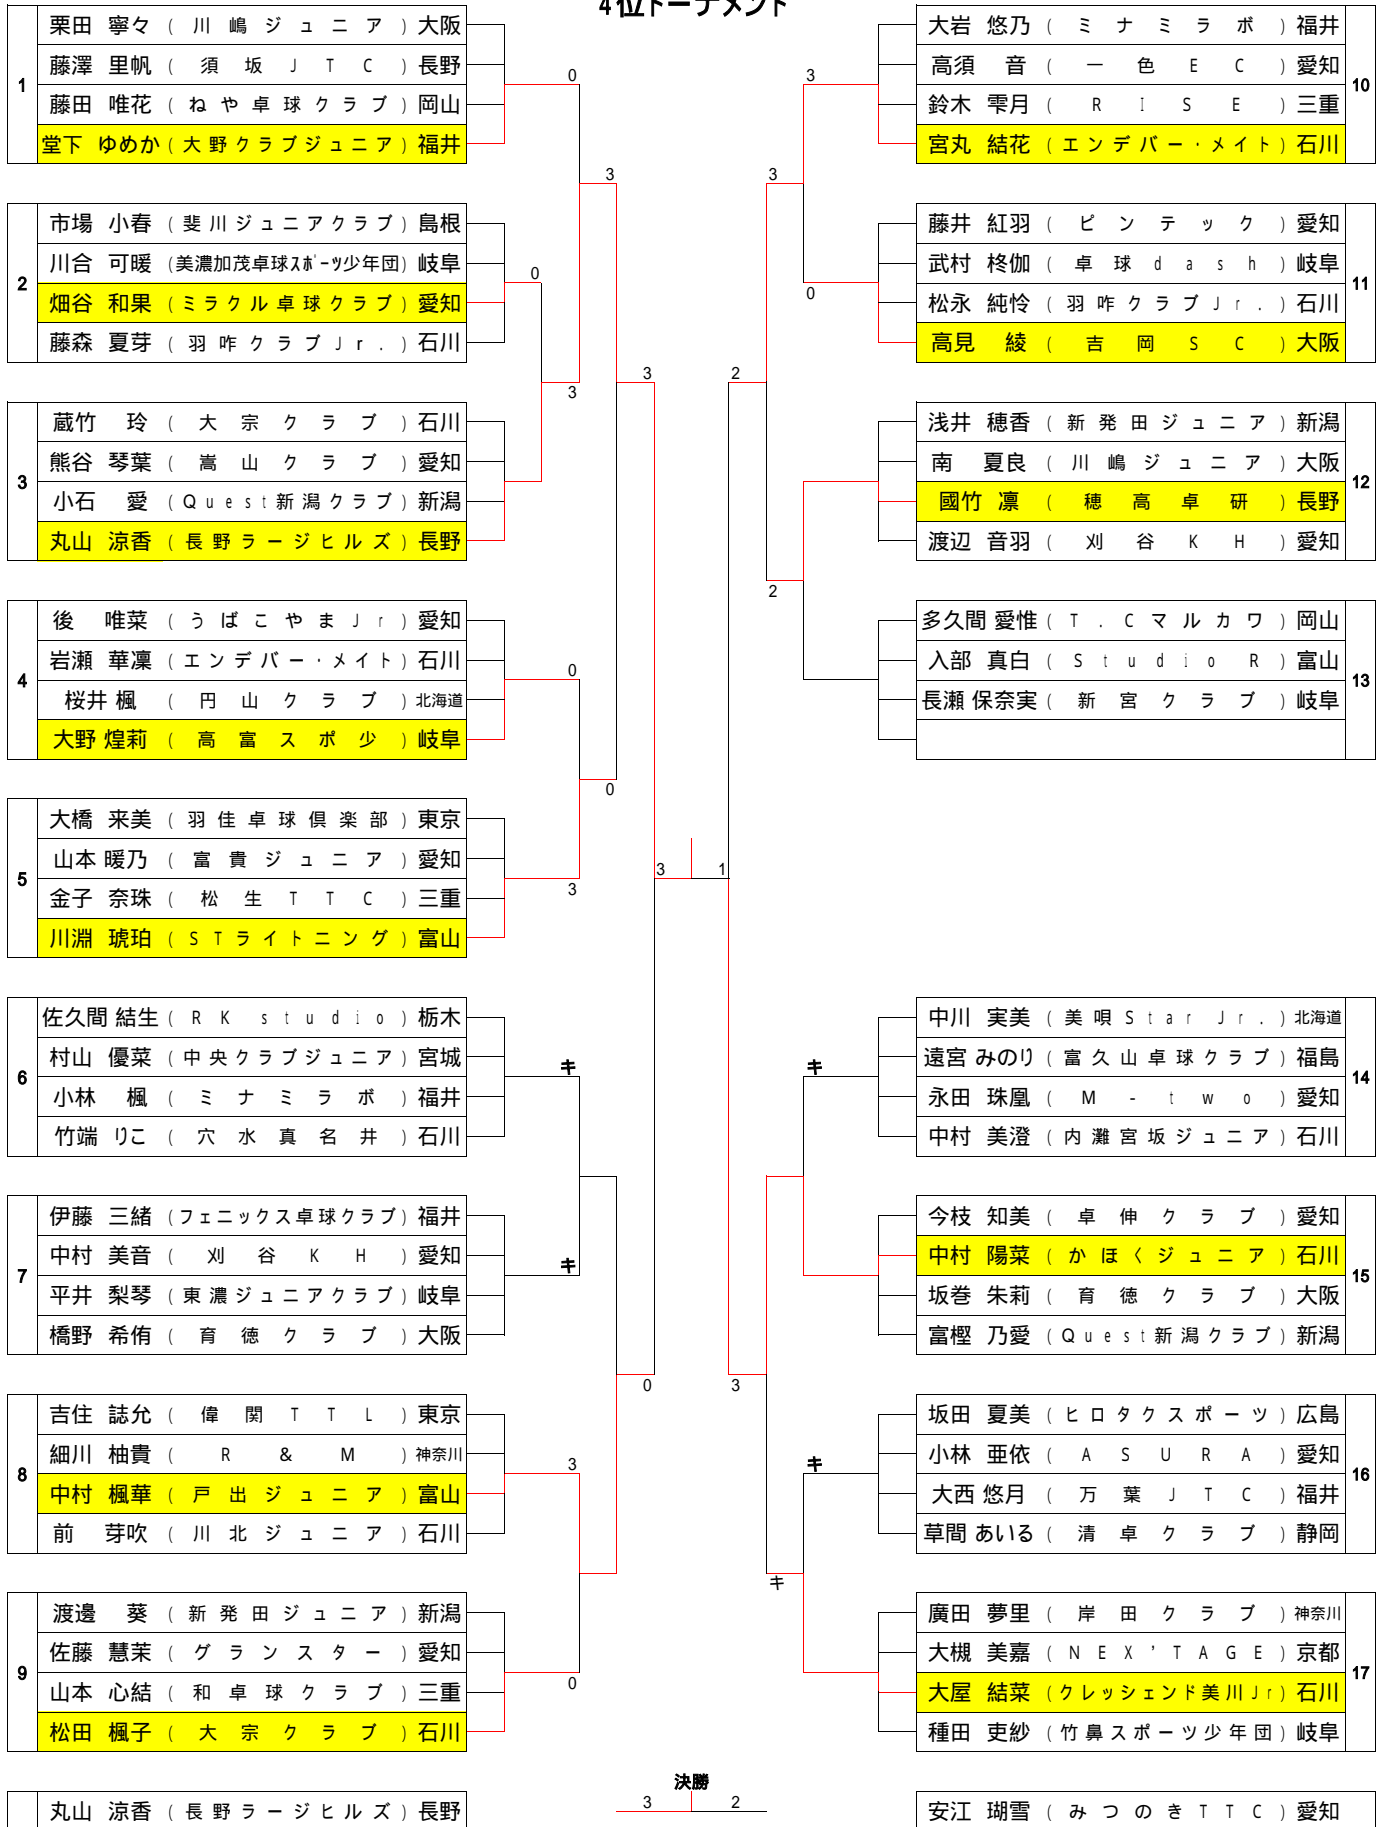 4位トーナメント
1
栗田 寧々 (川嶋ジュニア) 大阪
藤澤 里帆 (須坂JTC) 長野
藤田 唯花 (ねや卓球クラブ) 岡山
堂下 ゆめか (大野クラブジュニア) 福井
2
市場 小春 (斐川ジュニアクラブ) 島根
川合 可暖 (美濃加茂卓球スポーツ少年団) 岐阜
畑谷 和果 (ミラクル卓球クラブ) 愛知
藤森 夏芽 (羽咋クラブJr.) 石川
3
蔵竹 玲 (大宗クラブ) 石川
熊谷 琴葉 (嵩山クラブ) 愛知
小石 愛 (Quest新潟クラブ) 新潟
丸山 涼香 (長野ラージヒルズ) 長野
4
後 唯菜 (うばこやまJr) 愛知
岩瀬 華凜 (エンデバー・メイト) 石川
桜井 楓 (円山クラブ) 北海道
大野 煌莉 (高富スポ少) 岐阜
5
大橋 来美 (羽佳卓球倶楽部) 東京
山本 暖乃 (富貴ジュニア) 愛知
金子 奈珠 (松生TTC) 三重
川淵 琥珀 (STライトニング) 富山
6
佐久間 結生 (RK studio) 栃木
村山 優菜 (中央クラブジュニア) 宮城
小林 楓 (ミナミラボ) 福井
竹端 りこ (穴水真名井) 石川
7
伊藤 三緒 (フェニックス卓球クラブ) 福井
中村 美音 (刈谷KH) 愛知
平井 梨琴 (東濃ジュニアクラブ) 岐阜
橋野 希侑 (育徳クラブ) 大阪
8
吉住 誌允 (偉関TTL) 東京
細川 柚貴 (R&M) 神奈川
中村 楓華 (戸出ジュニア) 富山
前 芽吹 (川北ジュニア) 石川
9
渡邊 葵 (新発田ジュニア) 新潟
佐藤 慧茉 (グランスター) 愛知
山本 心結 (和卓球クラブ) 三重
松田 楓子 (大宗クラブ) 石川
丸山 涼香 (長野ラージヒルズ) 長野
0
3
0
3
3
0
0
3
3
キ
キ
0
3
0
決勝
3 2
3
3
0
2
2
1
キ
3
キ
キ
10
大岩 悠乃 (ミナミラボ) 福井
高須 音 (一色EC) 愛知
鈴木 雫月 (RISE) 三重
宮丸 結花 (エンデバー・メイト) 石川
11
藤井 紅羽 (ピンテック) 愛知
武村 柊伽 (卓球dash) 岐阜
松永 純怜 (羽咋クラブJr.) 石川
高見 綾 (吉岡SC) 大阪
12
浅井 穂香 (新発田ジュニア) 新潟
南 夏良 (川嶋ジュニア) 大阪
國竹 凛 (穂高卓研) 長野
渡辺 音羽 (刈谷KH) 愛知
13
多久間 愛惟 (T.Cマルカワ) 岡山
入部 真白 (Studio R) 富山
長瀬 保奈実 (新宮クラブ) 岐阜
14
中川 実美 (美唄Star Jr.) 北海道
遠宮 みのり (富久山卓球クラブ) 福島
永田 珠凰 (M-two) 愛知
中村 美澄 (内灘宮坂ジュニア) 石川
15
今枝 知美 (卓伸クラブ) 愛知
中村 陽菜 (かほくジュニア) 石川
坂巻 朱莉 (育徳クラブ) 大阪
富樫 乃愛 (Quest新潟クラブ) 新潟
16
坂田 夏美 (ヒロタクスポーツ) 広島
小林 亜依 (ASURA) 愛知
大西 悠月 (万葉JTC) 福井
草間 あいる (清卓クラブ) 静岡
17
廣田 夢里 (岸田クラブ) 神奈川
大槻 美嘉 (NEX'TAGE) 京都
大屋 結菜 (クレッシェンド美川Jr) 石川
種田 吏紗 (竹鼻スポーツ少年団) 岐阜
安江 瑚雪 (みつのきTTC) 愛知